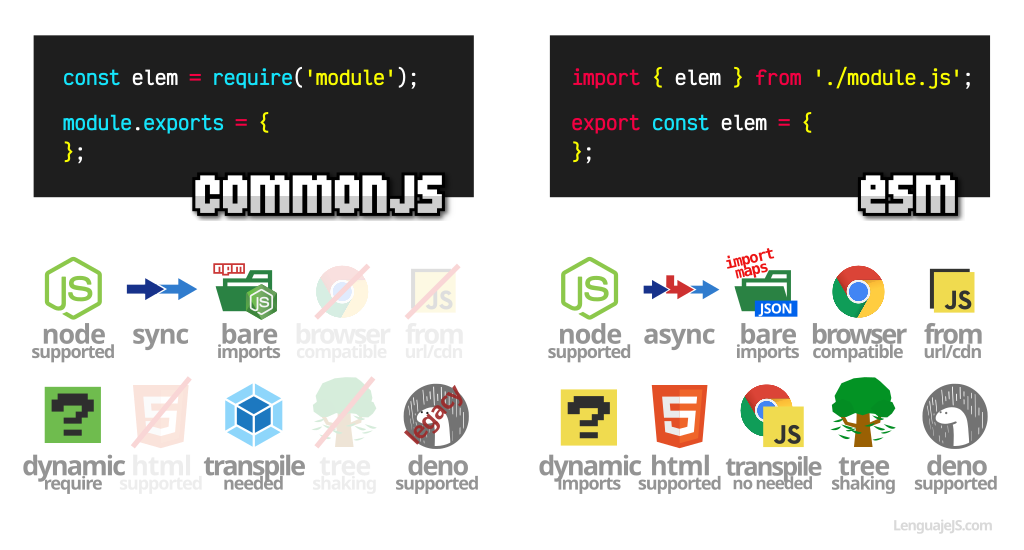 const elem = require('module');
module.exports = {
};
commonJS
import { elem } from './module.js';
export const elem = {
};
esm
JS
node
supported
sync
npm
JS
bare
imports
browser
compatible
JS
from
url/cdn
?
dynamic
require
5
html
supported
transpile
needed
tree
shaking
legacy
deno
supported
JS
node
supported
async
import
maps
JSON
bare
imports
browser
compatible
JS
from
url/cdn
?
dynamic
imports
5
html
supported
JS
transpile
no needed
tree
shaking
deno
supported
LenguajeJS.com